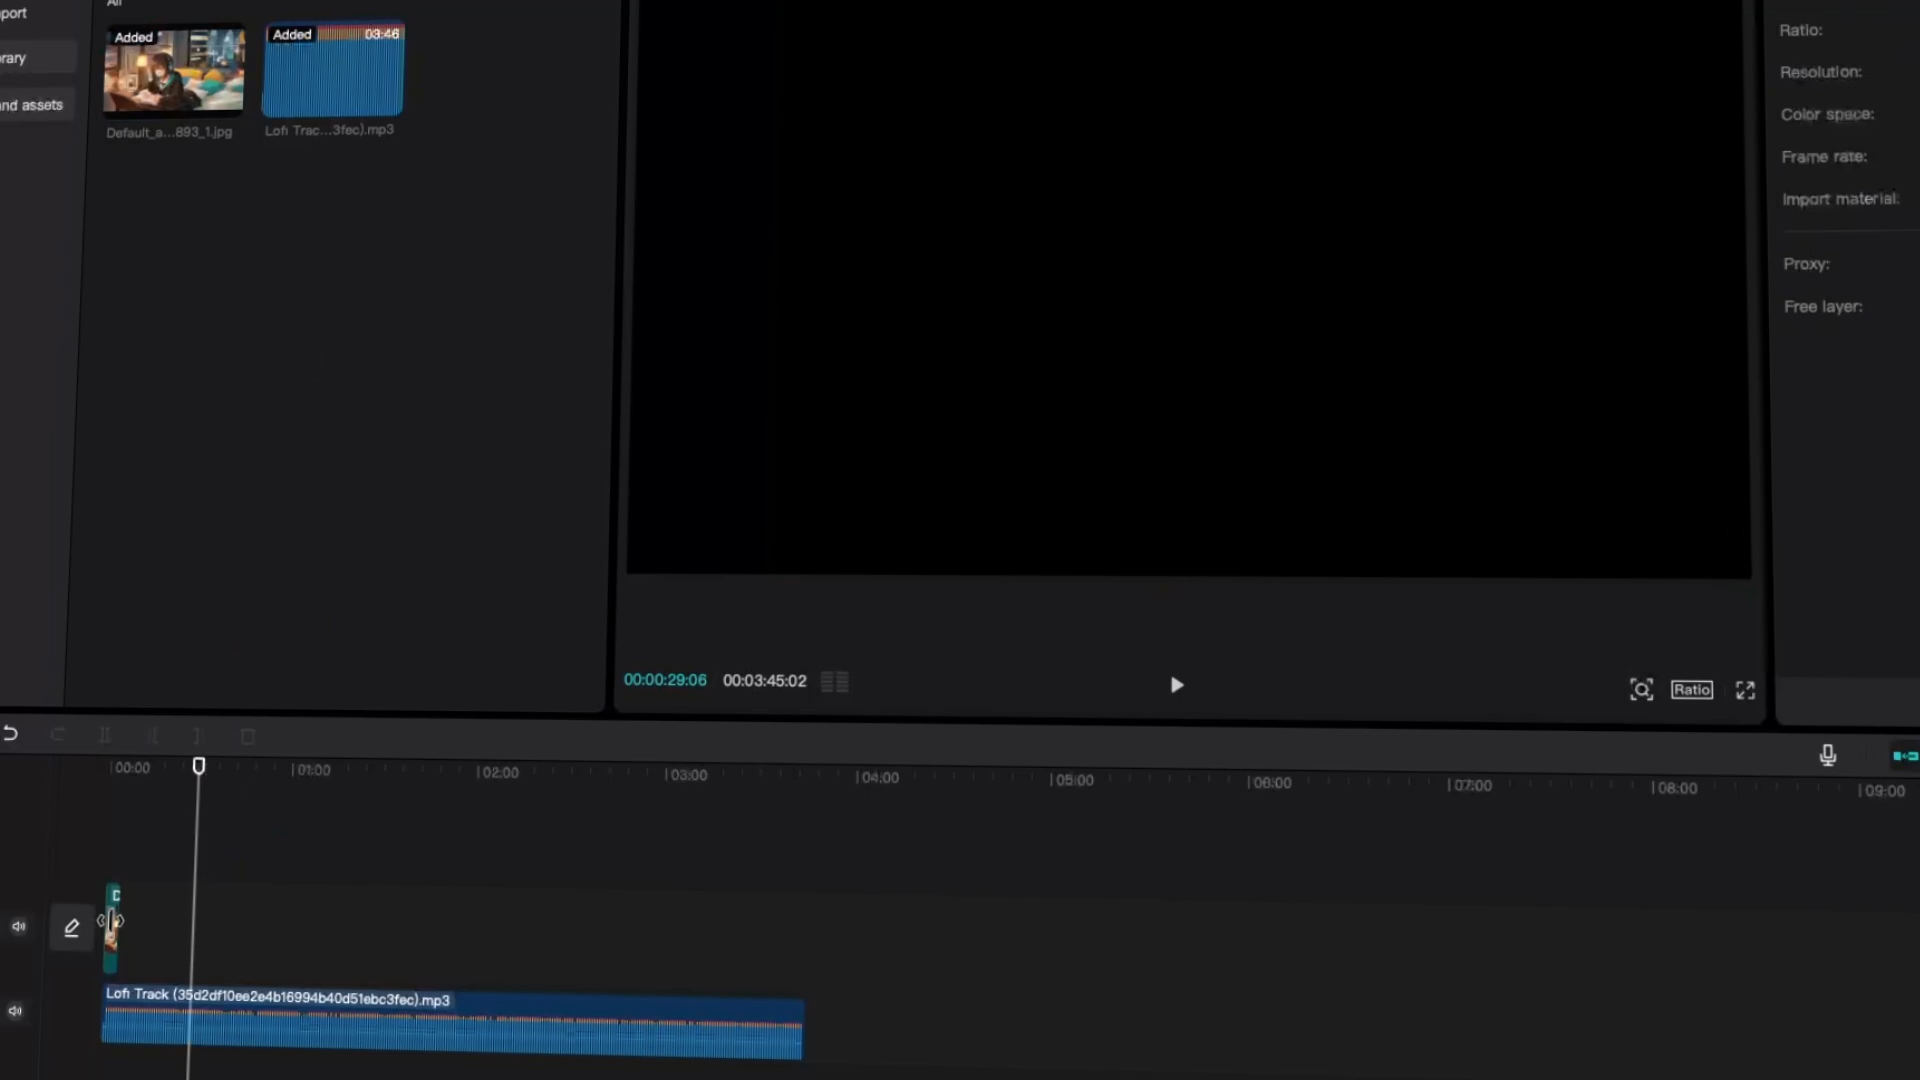 port
All
Added
Added
03:46
rary
nd assets
Default_a...893_1.jpg
Lofi Trac...3fec).mp3
Ratio:
Resolution:
Color space:
Frame rate:
Import material:
Proxy:
Free layer:
00:00:29:06
00:03:45:02
Ratio
00:00
01:00
02:00
03:00
04:00
05:00
06:00
07:00
08:00
09:00
D
Lofi Track (35d2df10ee2e4b16994b40d51ebc3fec).mp3